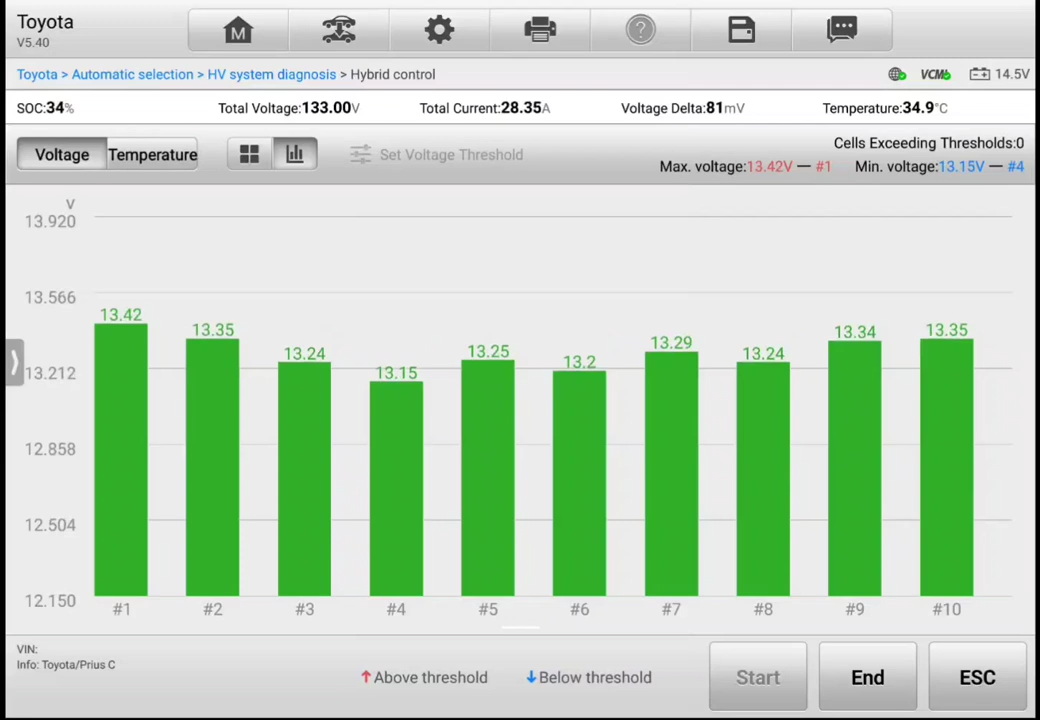 Toyota
V5.40
M
?
Toyota > Automatic selection > HV system diagnosis > Hybrid control
VCMI
14.5V
SOC:34%
Total Voltage:133.00V
Total Current:28.35A
Voltage Delta:81mV
Temperature:34.9°C
Voltage
Temperature
Set Voltage Threshold
Cells Exceeding Thresholds:0
Max. voltage:13.42V — #1
Min. voltage:13.15V — #4
V
13.920
13.566
13.212
12.858
12.504
12.150
13.42
13.35
13.24
13.15
13.25
13.2
13.29
13.24
13.34
13.35
#1
#2
#3
#4
#5
#6
#7
#8
#9
#10
VIN:
Info: Toyota/Prius C
↑Above threshold
↓Below threshold
Start
End
ESC